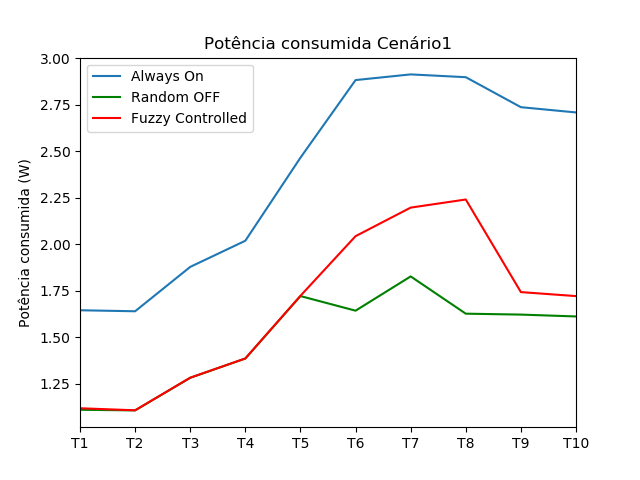 Potência consumida Cenário1
Always On
Random OFF
Fuzzy Controlled
Potência consumida (W)
3.00
2.75
2.50
2.25
2.00
1.75
1.50
1.25
T1 T2 T3 T4 T5 T6 T7 T8 T9 T10